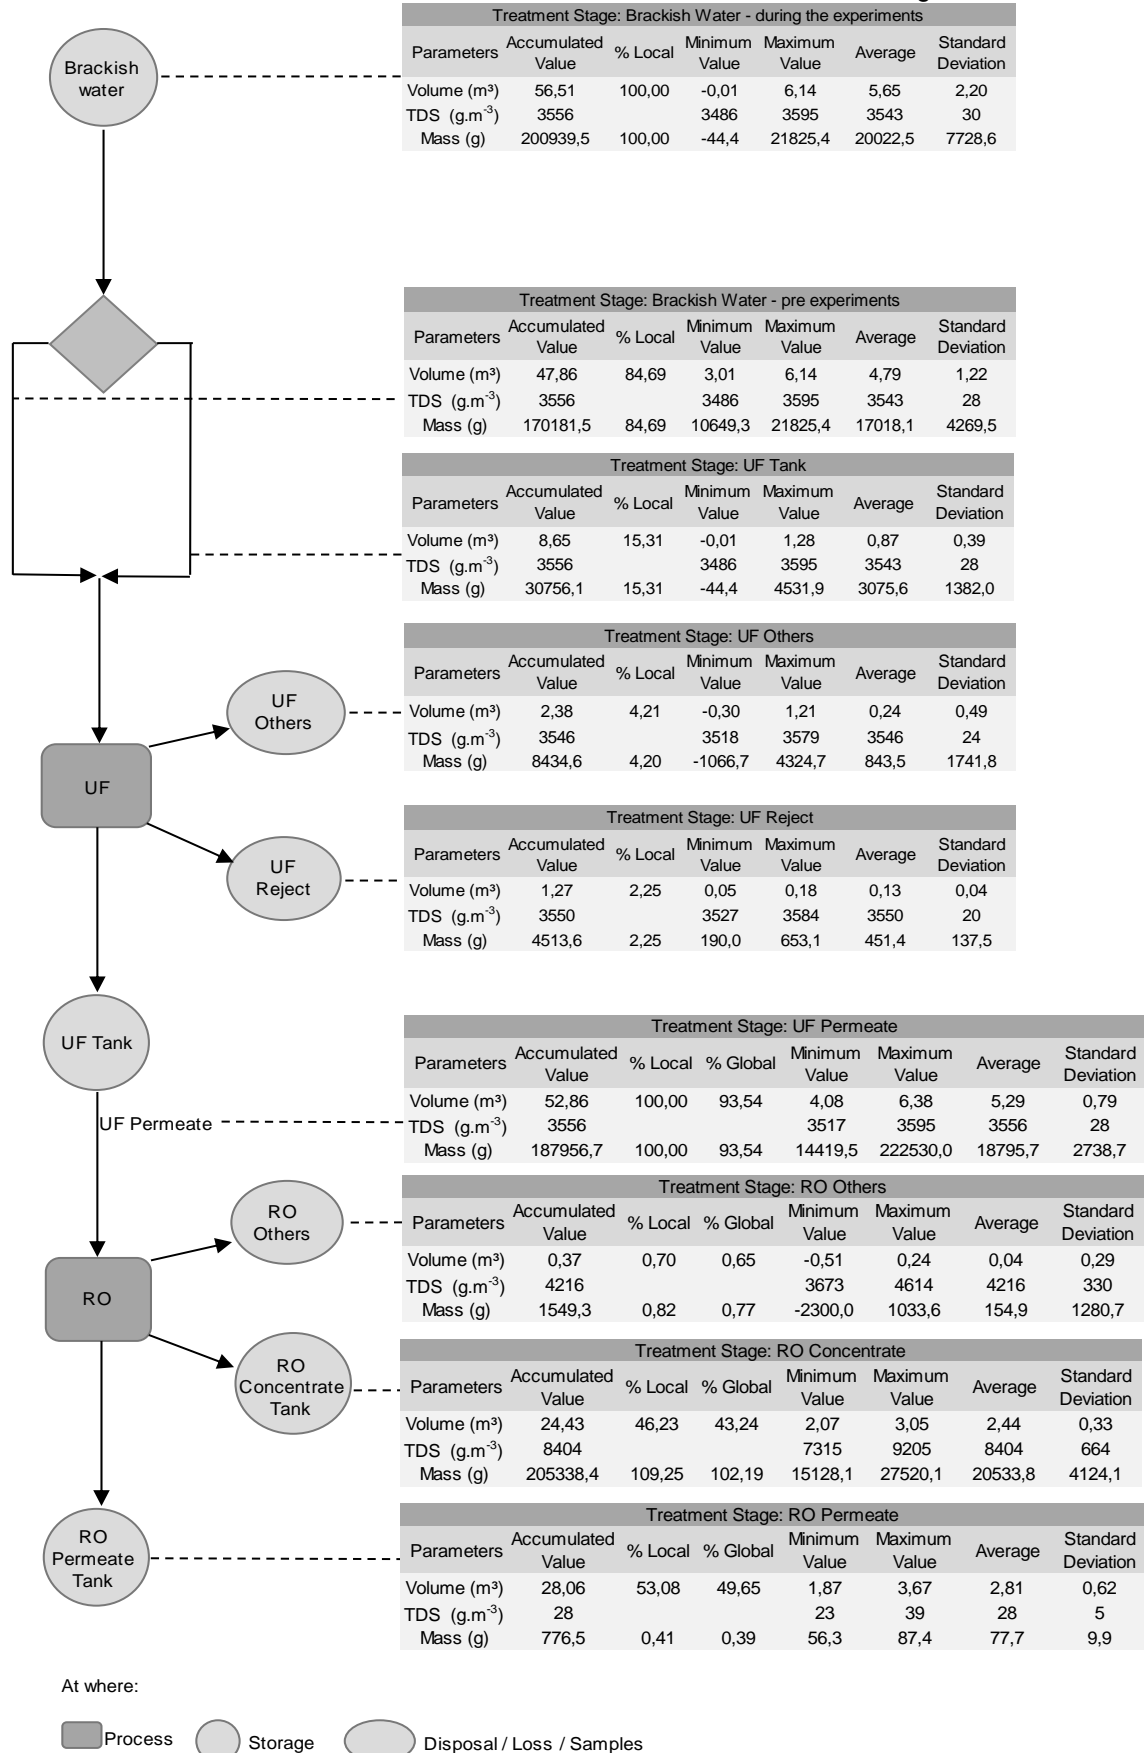 Treatment Stage: Brackish Water - during the experiments
Parameters Accumulated Value % Local Minimum Value Maximum Value Average Standard Deviation
Volume (m³) 56,51 100,00 -0,01 6,14 5,65 2,20
TDS (g.m-3) 3556 3486 3595 3543 30
Mass (g) 200939,5 100,00 -44,4 21825,4 20022,5 7728,6
Brackish
water
Treatment Stage: Brackish Water - pre experiments
Parameters Accumulated Value % Local Minimum Value Maximum Value Average Standard Deviation
Volume (m³) 47,86 84,69 3,01 6,14 4,79 1,22
TDS (g.m-3) 3556 3486 3595 3543 28
Mass (g) 170181,5 84,69 10649,3 21825,4 17018,1 4269,5
Treatment Stage: UF Tank
Parameters Accumulated Value % Local Minimum Value Maximum Value Average Standard Deviation
Volume (m³) 8,65 15,31 -0,01 1,28 0,87 0,39
TDS (g.m-3) 3556 3486 3595 3543 28
Mass (g) 30756,1 15,31 -44,4 4531,9 3075,6 1382,0
Treatment Stage: UF Others
Parameters Accumulated Value % Local Minimum Value Maximum Value Average Standard Deviation
Volume (m³) 2,38 4,21 -0,30 1,21 0,24 0,49
TDS (g.m-3) 3546 3518 3579 3546 24
Mass (g) 8434,6 4,20 -1066,7 4324,7 843,5 1741,8
UF
Others
UF
Treatment Stage: UF Reject
Parameters Accumulated Value % Local Minimum Value Maximum Value Average Standard Deviation
Volume (m³) 1,27 2,25 0,05 0,18 0,13 0,04
TDS (g.m-3) 3550 3527 3584 3550 20
Mass (g) 4513,6 2,25 190,0 653,1 451,4 137,5
UF
Reject
UF Tank
Treatment Stage: UF Permeate
Parameters Accumulated Value % Local % Global Minimum Value Maximum Value Average Standard Deviation
Volume (m³) 52,86 100,00 93,54 4,08 6,38 5,29 0,79
TDS (g.m-3) 3556 3517 3595 3556 28
Mass (g) 187956,7 100,00 93,54 14419,5 222530,0 18795,7 2738,7
UF Permeate
Treatment Stage: RO Others
Parameters Accumulated Value % Local % Global Minimum Value Maximum Value Average Standard Deviation
Volume (m³) 0,37 0,70 0,65 -0,51 0,24 0,04 0,29
TDS (g.m-3) 4216 3673 4614 4216 330
Mass (g) 1549,3 0,82 0,77 -2300,0 1033,6 154,9 1280,7
RO
Others
RO
Treatment Stage: RO Concentrate
Parameters Accumulated Value % Local % Global Minimum Value Maximum Value Average Standard Deviation
Volume (m³) 24,43 46,23 43,24 2,07 3,05 2,44 0,33
TDS (g.m-3) 8404 7315 9205 8404 664
Mass (g) 205338,4 109,25 102,19 15128,1 27520,1 20533,8 4124,1
RO
Concentrate
Tank
Treatment Stage: RO Permeate
Parameters Accumulated Value % Local % Global Minimum Value Maximum Value Average Standard Deviation
Volume (m³) 28,06 53,08 49,65 1,87 3,67 2,81 0,62
TDS (g.m-3) 28 23 39 28 5
Mass (g) 776,5 0,41 0,39 56,3 87,4 77,7 9,9
RO
Permeate
Tank
At where:
Process Storage Disposal / Loss / Samples